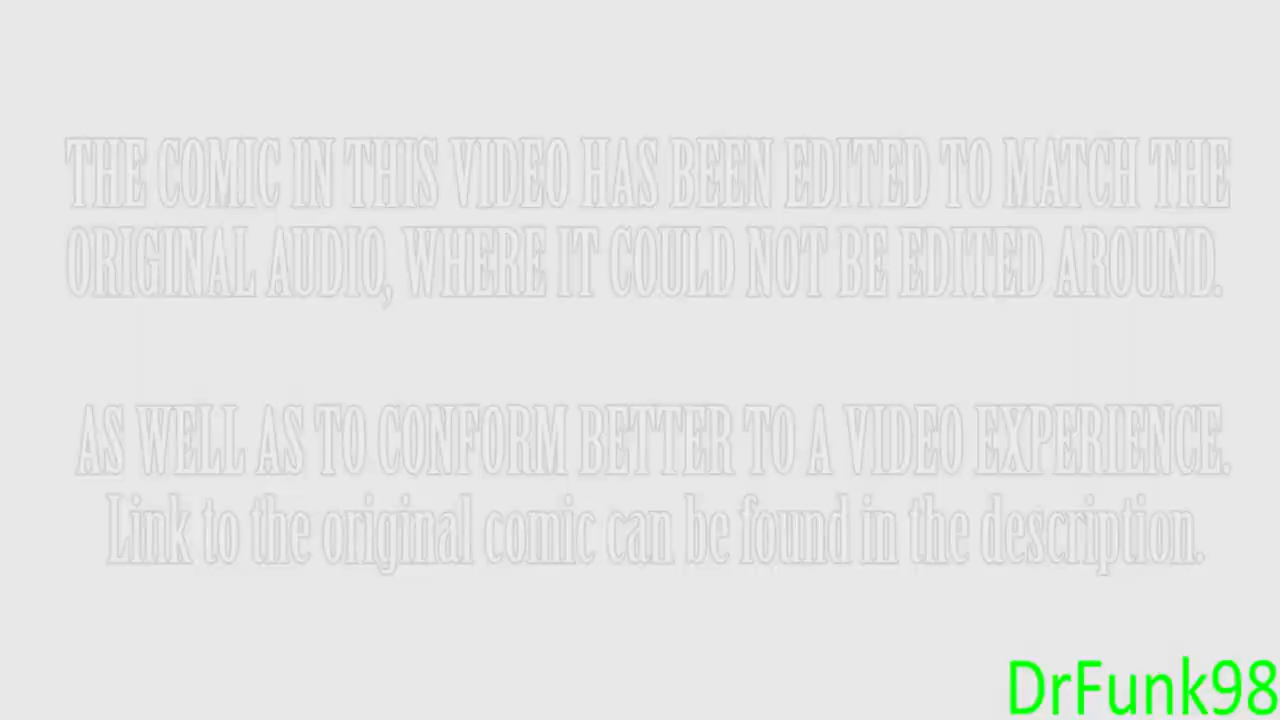 THE COMIC IN THIS VIDEO HAS BEEN EDITED TO MATCH THE
ORIGINAL AUDIO, WHERE IT COULD NOT BE EDITED AROUND.
AS WELL AS TO CONFORM BETTER TO A VIDEO EXPERIENCE.
Link to the original comic can be found in the description.
DrFunk98